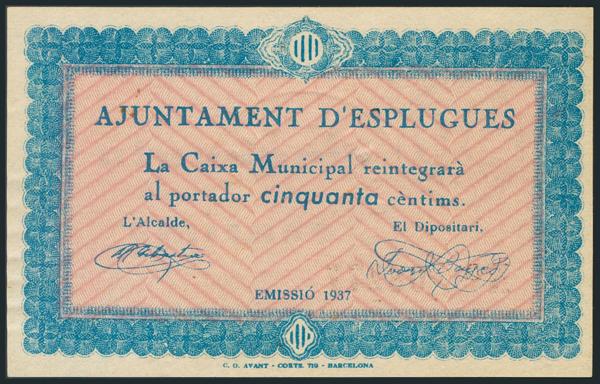 AJUNTAMENT D'ESPLUGUES
La Caixa Municipal reintegrarà
al portador cinquanta cèntims.
L'Alcalde,
El Dipositari,
EMISSIÓ 1937
C. O. AVANT - CORTS, 719 - BARCELONA